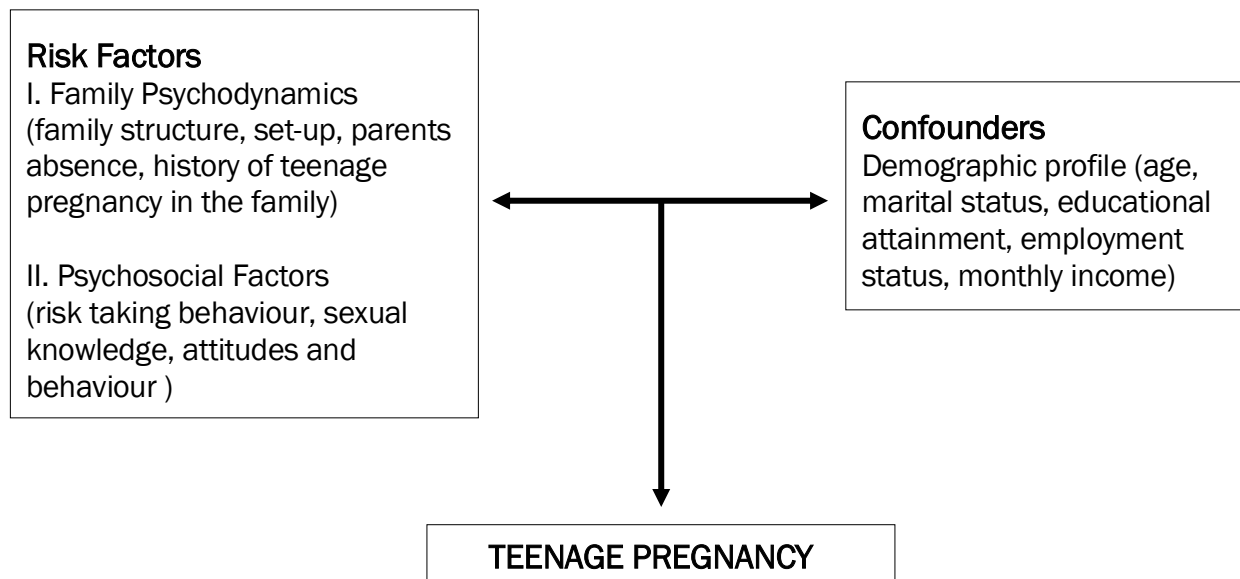 Risk Factors
I. Family Psychodynamics
(family structure, set-up, parents
absence, history of teenage
pregnancy in the family)
II. Psychosocial Factors
(risk taking behaviour, sexual
knowledge, attitudes and
behaviour )
Confounders
Demographic profile (age,
marital status, educational
attainment, employment
status, monthly income)
TEENAGE PREGNANCY